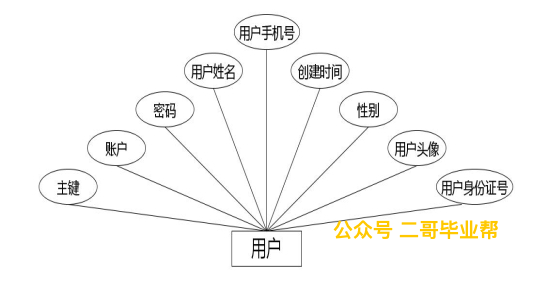 用户手机号
用户姓名
创建时间
密码
性别
账户
用户头像
主键
用户身份证号
公众号 二哥毕业帮
用户